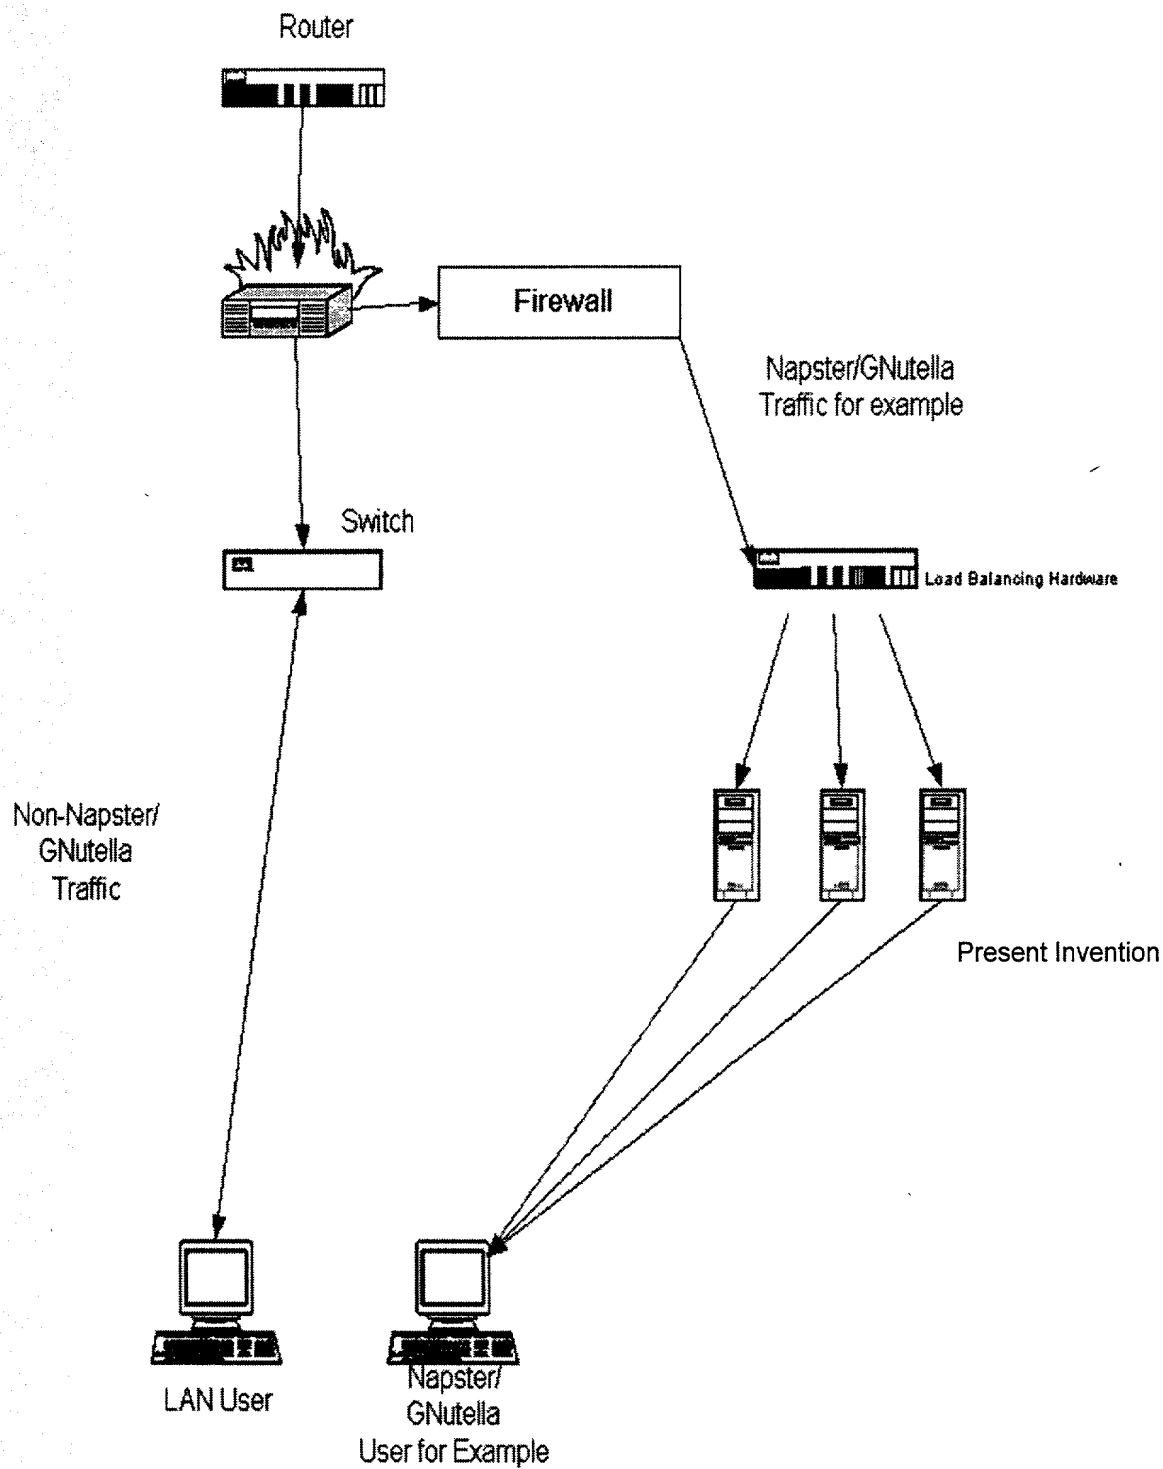 Router
Firewall
Napster/GNutella
Traffic for example
Switch
Load Balancing Hardware
Non-Napster/
GNutella
Traffic
Present Invention
LAN User
Napster/
GNutella
User for Example